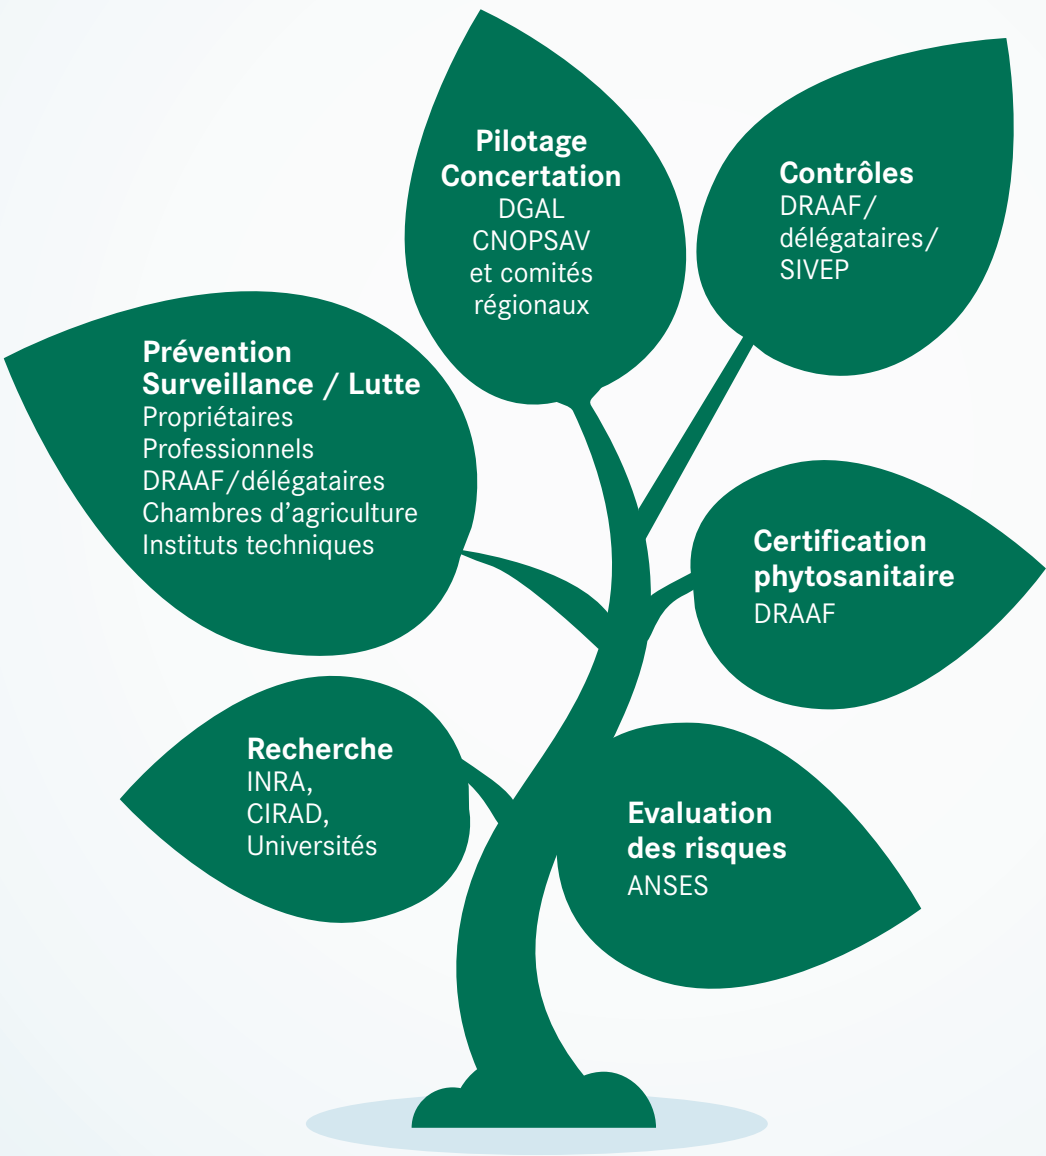 Pilotage
Concertation
DGAL
CNOPSAV
et comités
régionaux
Contrôles
DRAAF/
délégataires/
SIVEP
Prévention
Surveillance / Lutte
Propriétaires
Professionnels
DRAAF/délégataires
Chambres d’agriculture
Instituts techniques
Certification
phytosanitaire
DRAAF
Recherche
INRA,
CIRAD,
Universités
Evaluation
des risques
ANSES